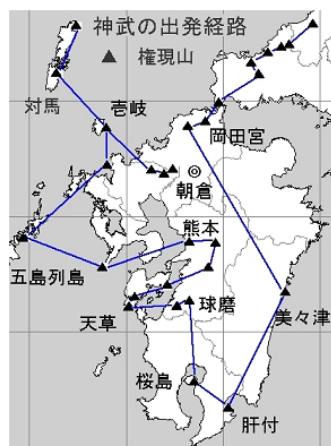 神武の出発経路
▲ 権現山
対馬
壱岐
岡田宮
朝倉
熊本
五島列島
球磨
天草
美々津
桜島
肝付